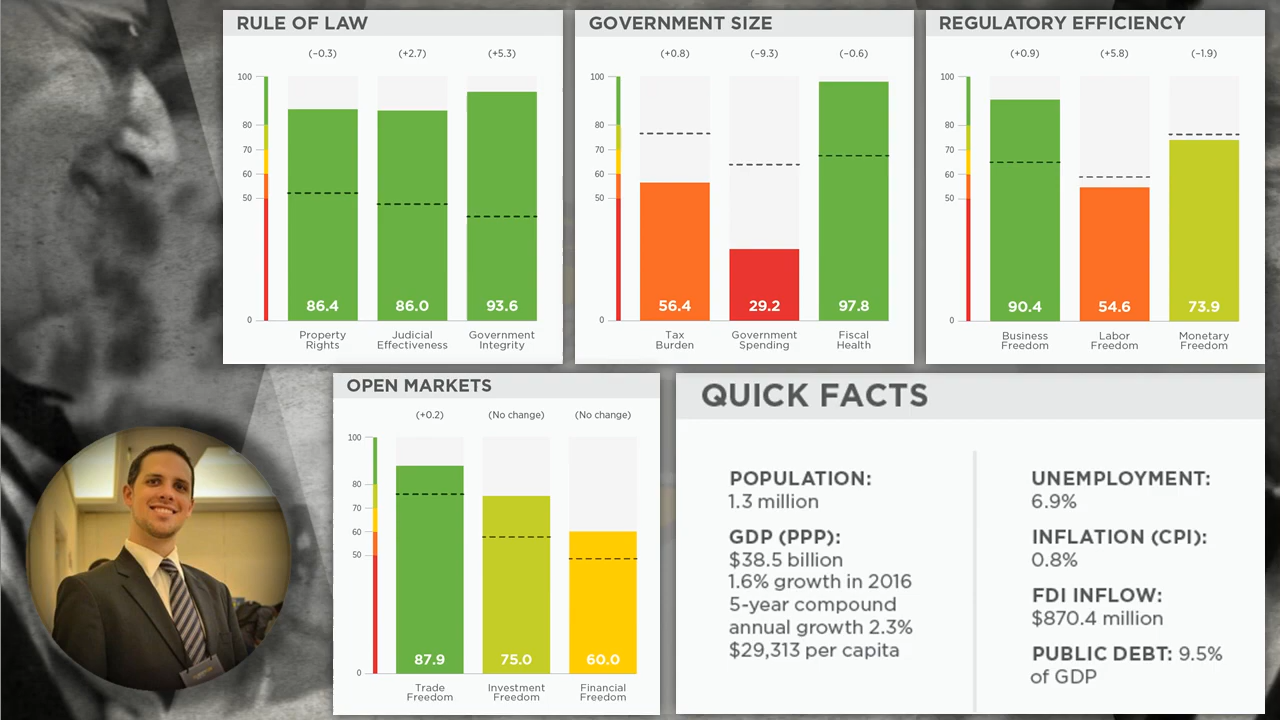 RULE OF LAW
(−0.3) (+2.7) (+5.3)
100
80
70
60
50
0
86.4 86.0 93.6
Property Rights
Judicial Effectiveness
Government Integrity
GOVERNMENT SIZE
(+0.8) (−9.3) (−0.6)
100
80
70
60
50
0
56.4 29.2 97.8
Tax Burden
Government Spending
Fiscal Health
REGULATORY EFFICIENCY
(+0.9) (+5.8) (−1.9)
100
80
70
60
50
0
90.4 54.6 73.9
Business Freedom
Labor Freedom
Monetary Freedom
OPEN MARKETS
(+0.2) (No change) (No change)
100
80
70
60
50
0
87.9 75.0 60.0
Trade Freedom
Investment Freedom
Financial Freedom
QUICK FACTS
POPULATION:
1.3 million
GDP (PPP):
$38.5 billion
1.6% growth in 2016
5-year compound
annual growth 2.3%
$29,313 per capita
UNEMPLOYMENT:
6.9%
INFLATION (CPI):
0.8%
FDI INFLOW:
$870.4 million
PUBLIC DEBT: 9.5%
of GDP